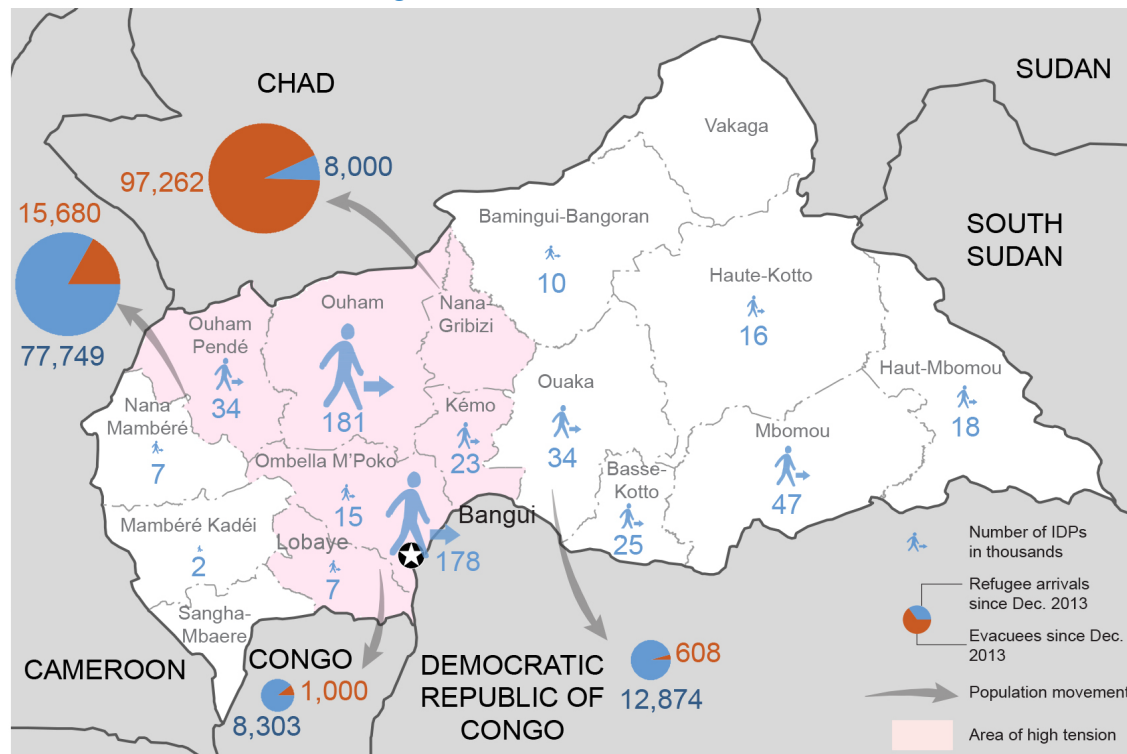 CHAD
SUDAN
Vakaga
97,262
8,000
15,680
Bamingui-Bangoran
10
SOUTH
SUDAN
Haute-Kotto
16
Ouham
181
Nana-
Gribizi
Ouham
Pendé
34
77,749
Haut-Mbomou
18
Ouaka
34
Nana
Mambéré
7
Kémo
23
Mbomou
47
Ombella M'Poko
15
Basse-
Kotto
25
Bangui
178
Mambéré Kadéi
2
Lobaye
7
Sangha-
Mbaere
CAMEROON
CONGO
1,000
8,303
DEMOCRATIC
REPUBLIC OF
CONGO
608
12,874
Number of IDPs
in thousands
Refugee arrivals
since Dec. 2013
Evacuees since Dec.
2013
Population movement
Area of high tension